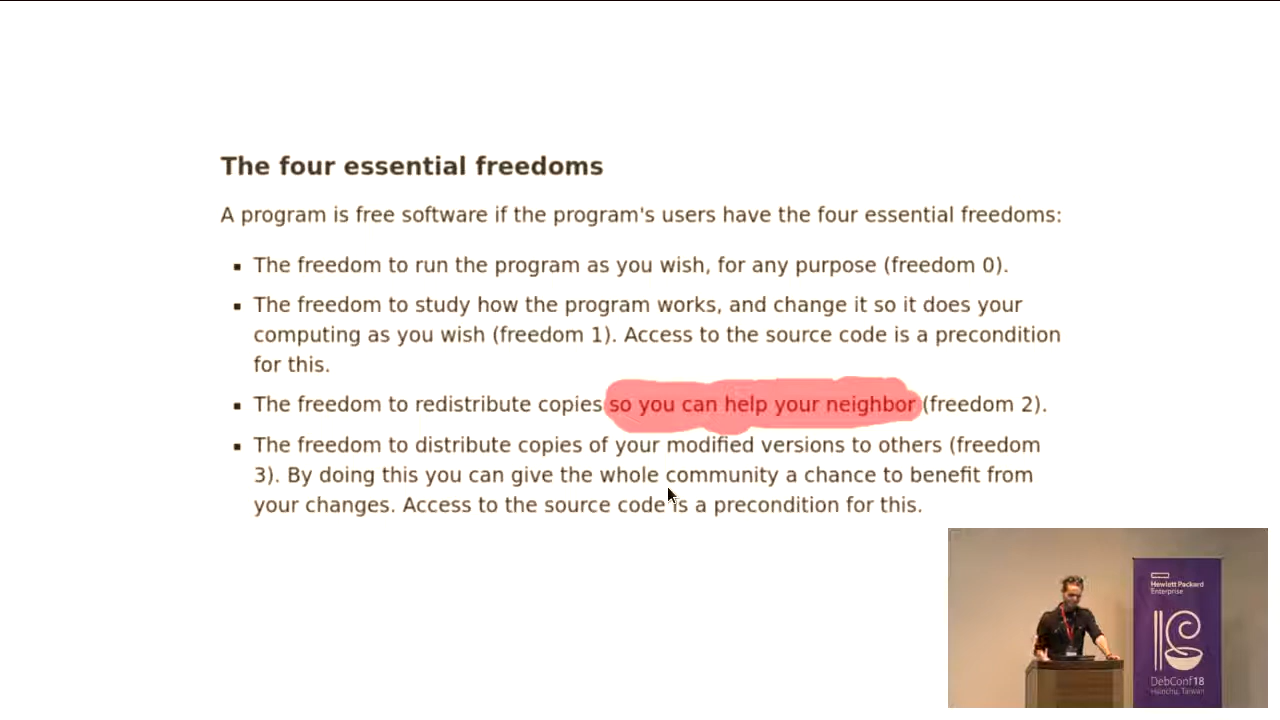 The four essential freedoms
A program is free software if the program's users have the four essential freedoms:
▪ The freedom to run the program as you wish, for any purpose (freedom 0).
▪ The freedom to study how the program works, and change it so it does your
computing as you wish (freedom 1). Access to the source code is a precondition
for this.
▪ The freedom to redistribute copies so you can help your neighbor (freedom 2).
▪ The freedom to distribute copies of your modified versions to others (freedom
3). By doing this you can give the whole community a chance to benefit from
your changes. Access to the source code is a precondition for this.
Hewlett Packard
Enterprise
DebConf18
Hsinchu, Taiwan